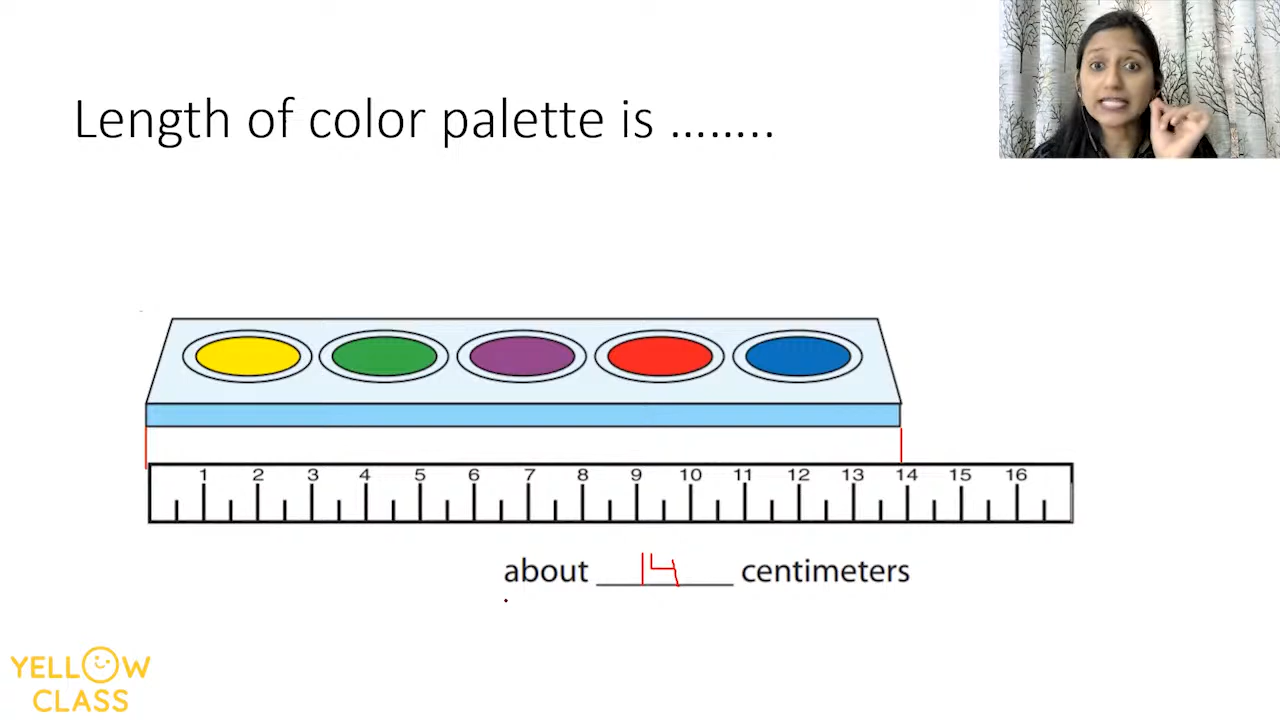 Length of color palette is ........
1 2 3 4 5 6 7 8 9 10 11 12 13 14 15 16
about 14 centimeters
YELLOW
CLASS